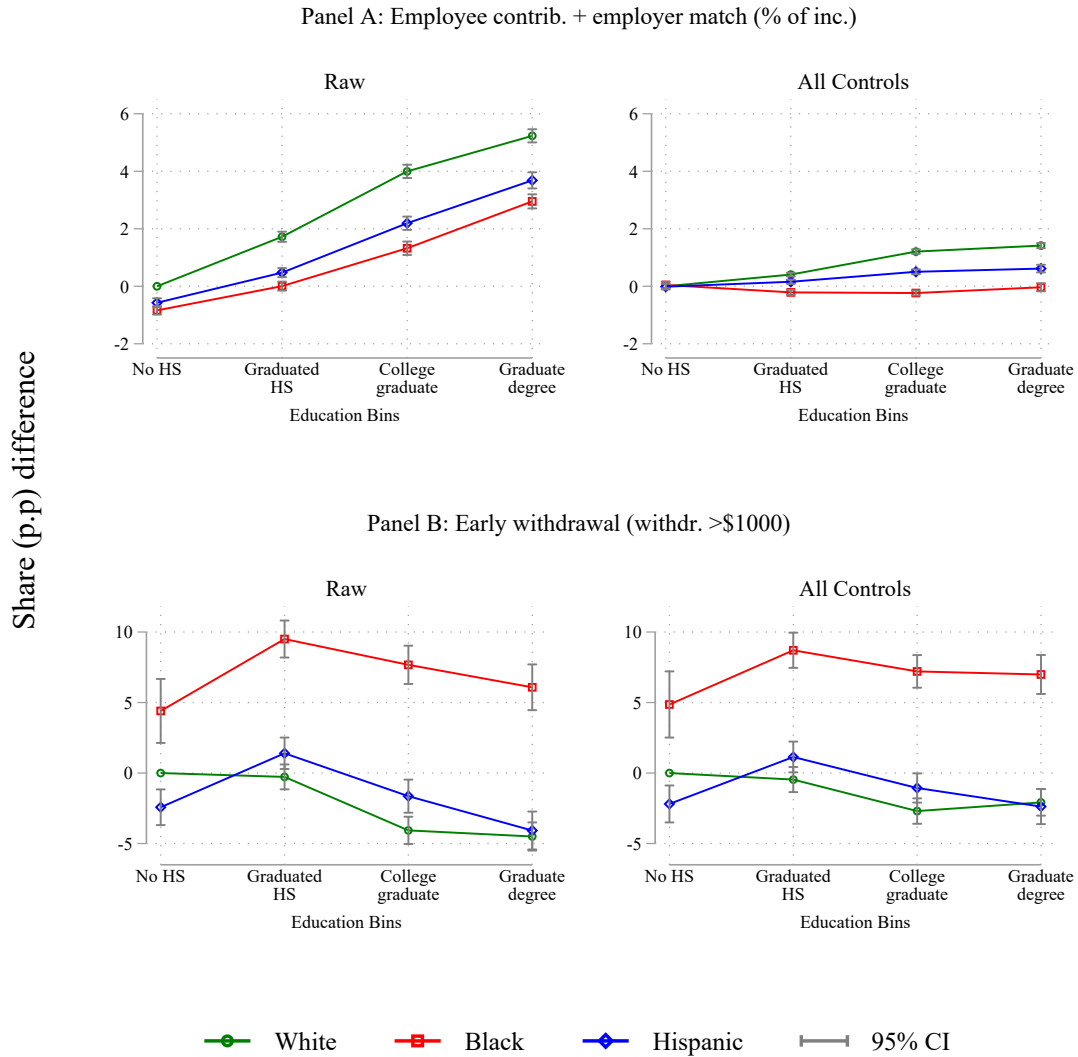 Panel A: Employee contrib. + employer match (% of inc.)
Raw
6
4
2
0
-2
No HS
Graduated
HS
College
graduate
Graduate
degree
Education Bins
All Controls
6
4
2
0
-2
No HS
Graduated
HS
College
graduate
Graduate
degree
Education Bins
Share (p.p) difference
Panel B: Early withdrawal (withdr. >$1000)
Raw
10
5
0
-5
No HS
Graduated
HS
College
graduate
Graduate
degree
Education Bins
All Controls
10
5
0
-5
No HS
Graduated
HS
College
graduate
Graduate
degree
Education Bins
White Black Hispanic 95% CI